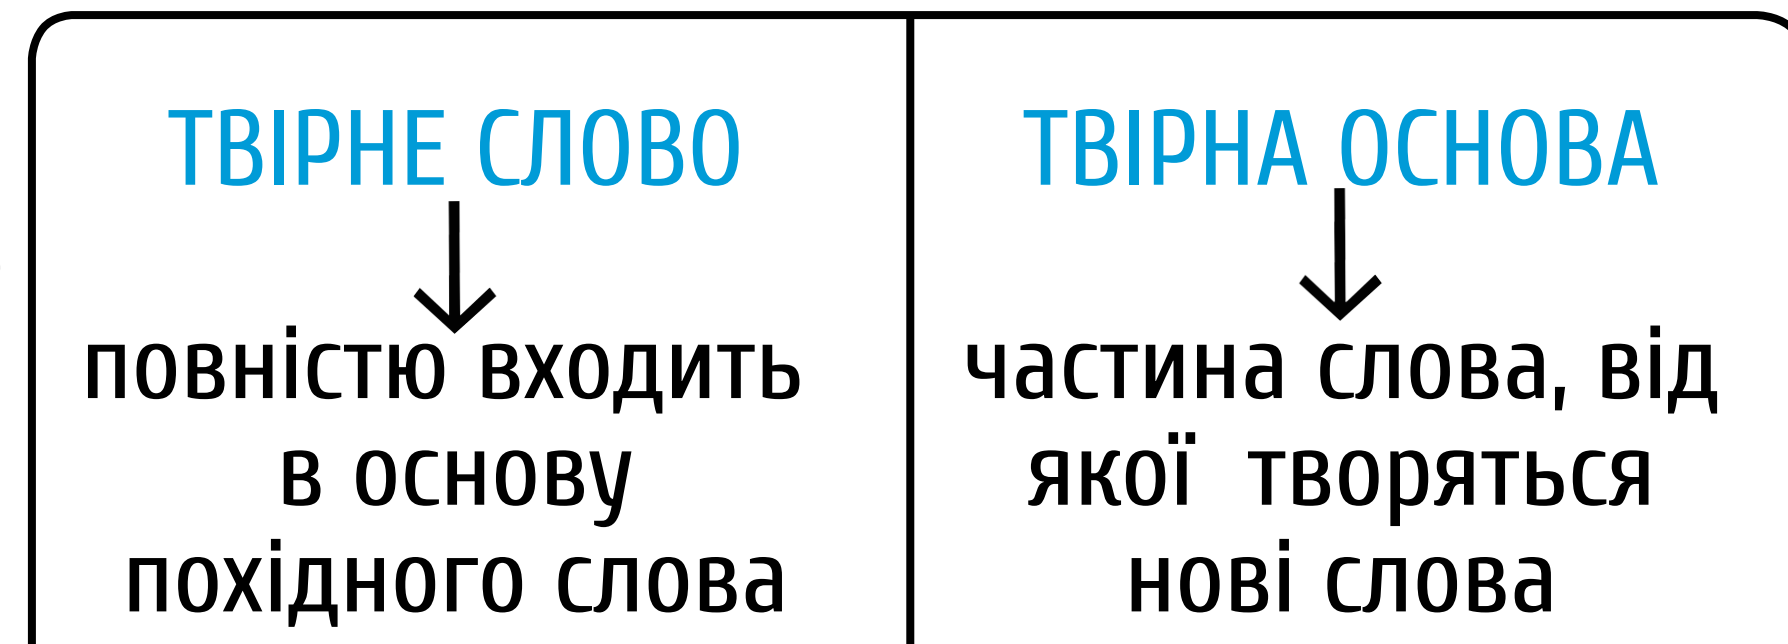 ТВІРНЕ СЛОВО
повністю входить
в основу
похідного слова
ТВІРНА ОСНОВА
частина слова, від
якої творяться
нові слова